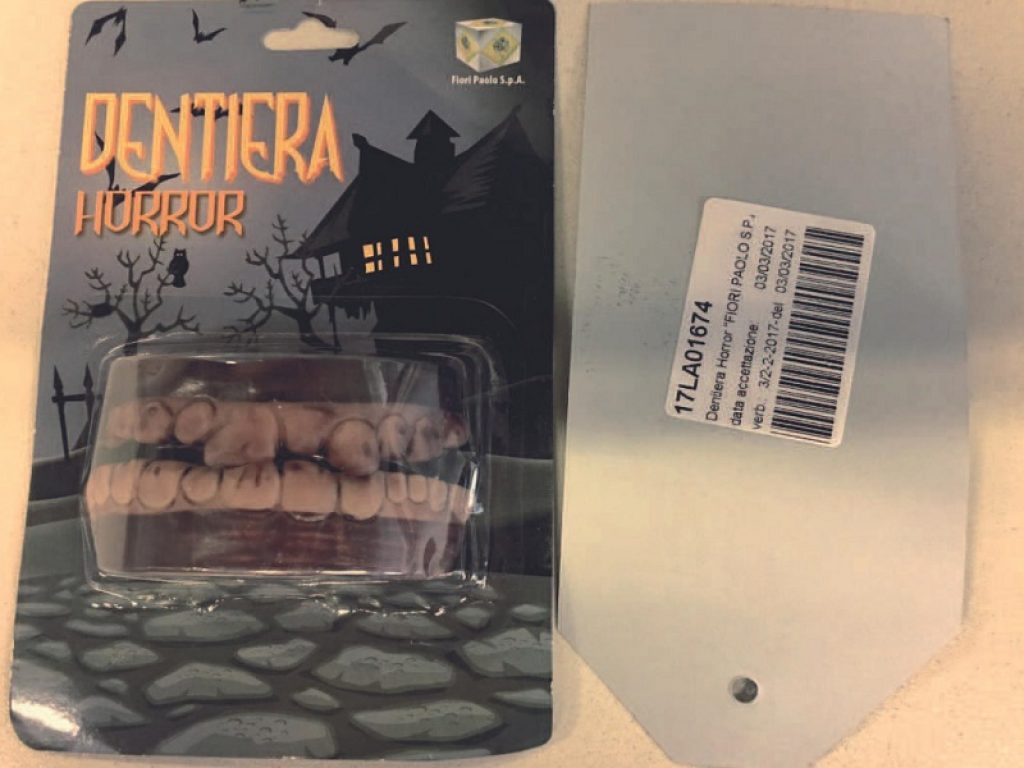 Fiori Paolo S.p.A.
DENTIERA
HORROR
17LA01674
Dentiera Horror "FIORI PAOLO S.P.
data accettazione: 03/03/2017
verb.: 3/2-2-2017- del 03/03/2017